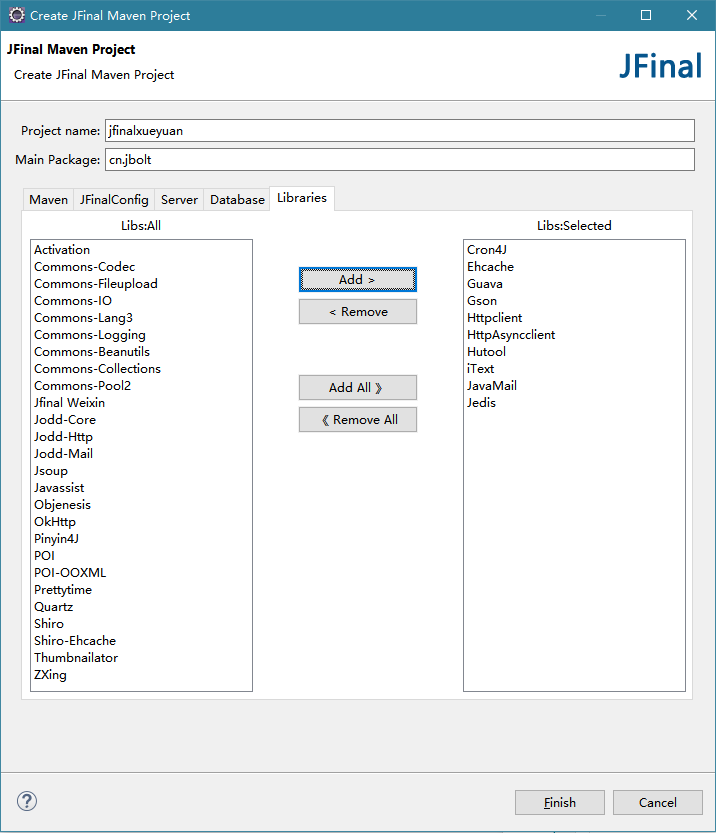 Create JFinal Maven Project
JFinal Maven Project
Create JFinal Maven Project
JFinal
Project name: jfinalxueyuan
Main Package: cn.jbolt
Maven JFinalConfig Server Database Libraries
Libs:All
Activation
Commons-Codec
Commons-Fileupload
Commons-IO
Commons-Lang3
Commons-Logging
Commons-Beanutils
Commons-Collections
Commons-Pool2
Jfinal Weixin
Jodd-Core
Jodd-Http
Jodd-Mail
Jsoup
Javassist
Objenesis
OkHttp
Pinyin4J
POI
POI-OOXML
Prettytime
Quartz
Shiro
Shiro-Ehcache
Thumbnailator
ZXing
Add >
< Remove
Add All 》
《 Remove All
Libs:Selected
Cron4J
Ehcache
Guava
Gson
Httpclient
HttpAsyncclient
Hutool
iText
JavaMail
Jedis
?
Finish Cancel